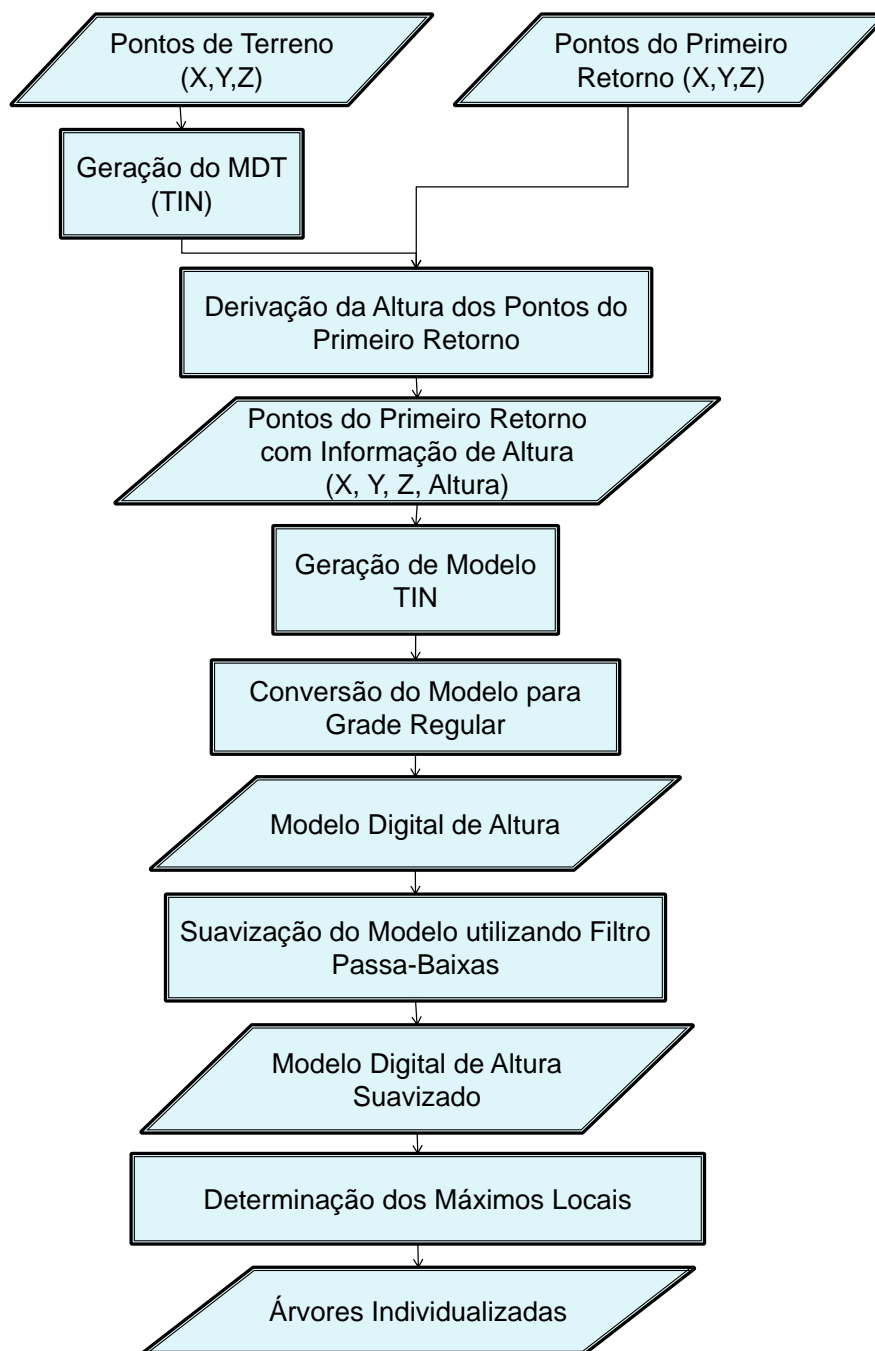 Pontos de Terreno
(X,Y,Z)
Pontos do Primeiro
Retorno (X,Y,Z)
Geração do MDT
(TIN)
Derivação da Altura dos Pontos do
Primeiro Retorno
Pontos do Primeiro Retorno
com Informação de Altura
(X, Y, Z, Altura)
Geração de Modelo
TIN
Conversão do Modelo para
Grade Regular
Modelo Digital de Altura
Suavização do Modelo utilizando Filtro
Passa-Baixas
Modelo Digital de Altura
Suavizado
Determinação dos Máximos Locais
Árvores Individualizadas